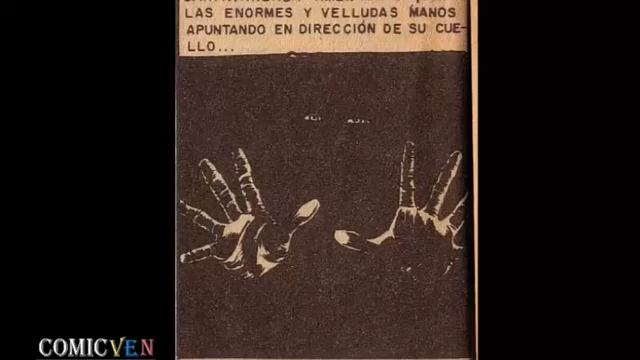 LAS ENORMES Y VELLUDAS MANOS
APUNTANDO EN DIRECCIÓN DE SU CUE-
LLO...
COMICVEN